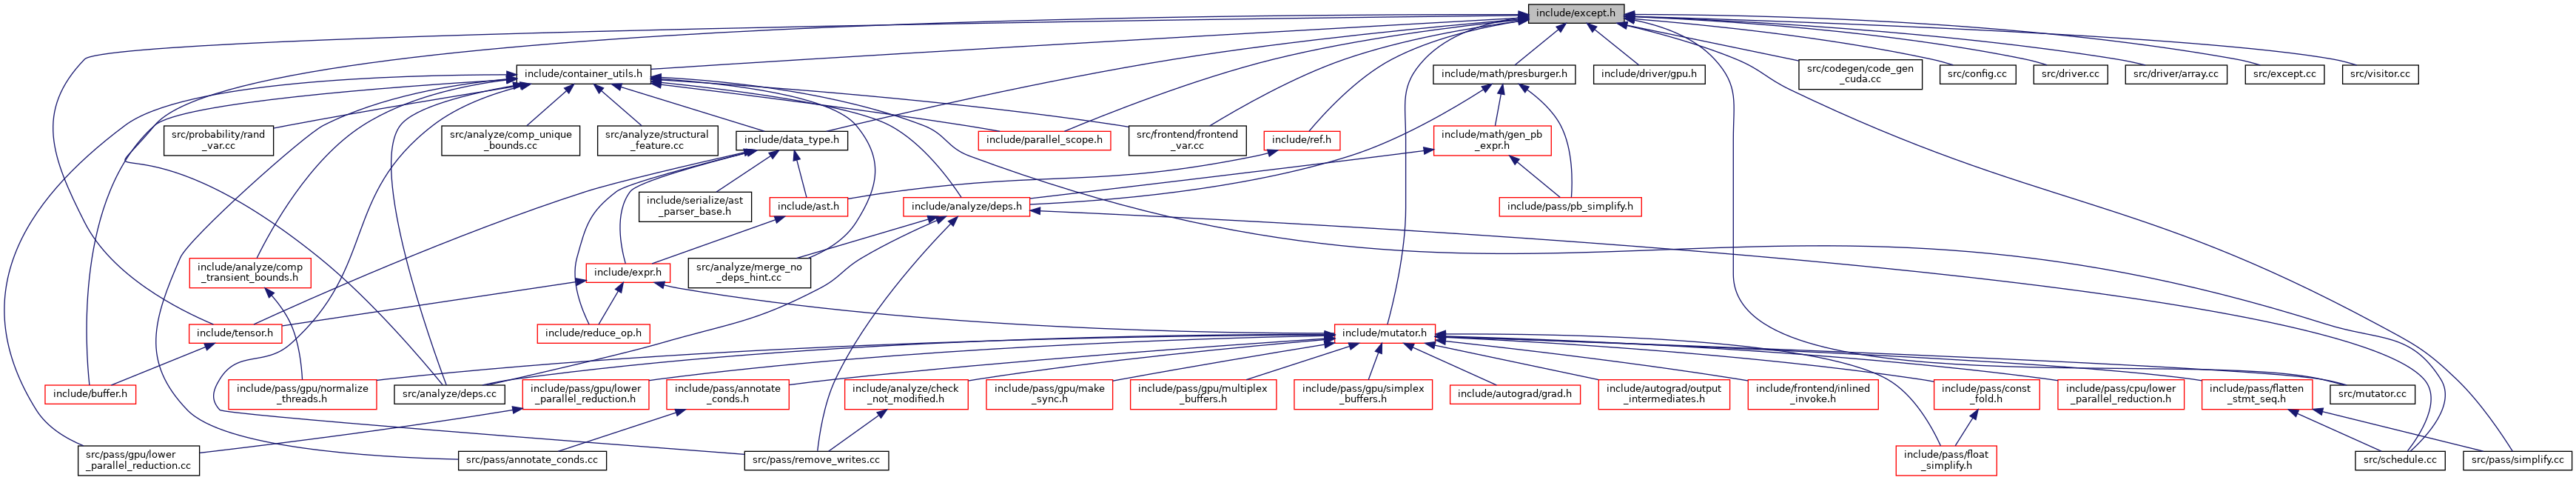 include/except.h
include/container_utils.h
include/math/presburger.h
include/driver/gpu.h
src/codegen/code_gen
_cuda.cc
src/config.cc
src/driver.cc
src/driver/array.cc
src/except.cc
src/visitor.cc
src/probability/rand
_var.cc
src/analyze/comp_unique
_bounds.cc
src/analyze/structural
_feature.cc
include/data_type.h
include/parallel_scope.h
src/frontend/frontend
_var.cc
include/ref.h
include/math/gen_pb
_expr.h
include/serialize/ast
_parser_base.h
include/ast.h
include/analyze/deps.h
include/pass/pb_simplify.h
include/analyze/comp
_transient_bounds.h
include/expr.h
src/analyze/merge_no
_deps_hint.cc
include/tensor.h
include/reduce_op.h
include/mutator.h
include/buffer.h
include/pass/gpu/normalize
_threads.h
src/analyze/deps.cc
include/pass/gpu/lower
_parallel_reduction.h
include/pass/annotate
_conds.h
include/analyze/check
_not_modified.h
include/pass/gpu/make
_sync.h
include/pass/gpu/multiplex
_buffers.h
include/pass/gpu/simplex
_buffers.h
include/autograd/grad.h
include/autograd/output
_intermediates.h
include/frontend/inlined
_invoke.h
include/pass/const
_fold.h
include/pass/cpu/lower
_parallel_reduction.h
include/pass/flatten
_stmt_seq.h
src/mutator.cc
src/pass/gpu/lower
_parallel_reduction.cc
src/pass/annotate_conds.cc
src/pass/remove_writes.cc
include/pass/float
_simplify.h
src/schedule.cc
src/pass/simplify.cc